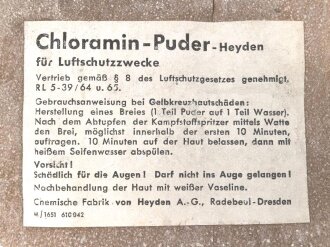 Chloramin-Puder-Heyden
für Luftschutzzwecke
Vertrieb gemäß § 8 des Luftschutzgesetzes genehmigt,
RL 5-39/64 u. 65.
Gebrauchsanweisung bei Gelbkreuzhautschäden:
Herstellung eines Breies (1 Teil Puder auf 1 Teil Wasser).
Nach dem Abtupfen der Kampfstoffspritzer mittels Watte
den Brei, möglichst innerhalb der ersten 10 Minuten,
auftragen. 10 Minuten auf der Haut belassen, dann mit
heißem Seifenwasser abspülen.
Vorsicht!
Schädlich für die Augen! Darf nicht ins Auge gelangen!
Nachbehandlung der Haut mit weißer Vaseline.
Chemische Fabrik von Heyden A.-G., Radebeul-Dresden
W/1651 610942